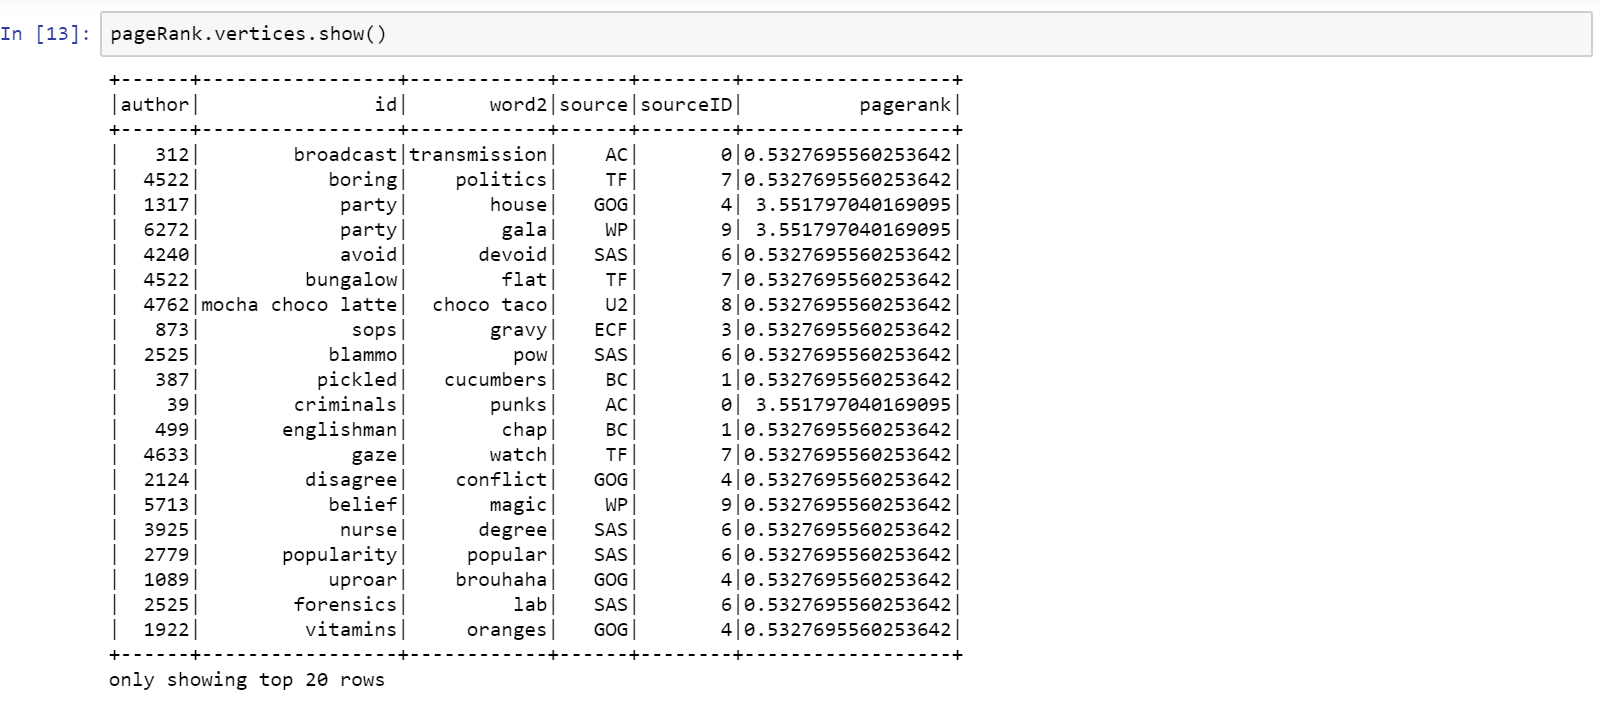 In [13]: pageRank.vertices.show()
+------+-----------------+------------+------+--------+------------------+
|author|               id|       word2|source|sourceID|          pagerank|
+------+-----------------+------------+------+--------+------------------+
|   312|        broadcast|transmission|    AC|       0|0.5327695560253642|
|  4522|           boring|    politics|    TF|       7|0.5327695560253642|
|  1317|            party|       house|   GOG|       4| 3.551797040169095|
|  6272|            party|        gala|    WP|       9| 3.551797040169095|
|  4240|            avoid|      devoid|   SAS|       6|0.5327695560253642|
|  4522|         bungalow|        flat|    TF|       7|0.5327695560253642|
|  4762|mocha choco latte|  choco taco|    U2|       8|0.5327695560253642|
|   873|             sops|       gravy|   ECF|       3|0.5327695560253642|
|  2525|           blammo|         pow|   SAS|       6|0.5327695560253642|
|   387|          pickled|   cucumbers|    BC|       1|0.5327695560253642|
|    39|        criminals|       punks|    AC|       0| 3.551797040169095|
|   499|       englishman|        chap|    BC|       1|0.5327695560253642|
|  4633|             gaze|       watch|    TF|       7|0.5327695560253642|
|  2124|         disagree|    conflict|   GOG|       4|0.5327695560253642|
|  5713|           belief|       magic|    WP|       9|0.5327695560253642|
|  3925|            nurse|      degree|   SAS|       6|0.5327695560253642|
|  2779|       popularity|     popular|   SAS|       6|0.5327695560253642|
|  1089|           uproar|    brouhaha|   GOG|       4|0.5327695560253642|
|  2525|        forensics|         lab|   SAS|       6|0.5327695560253642|
|  1922|         vitamins|     oranges|   GOG|       4|0.5327695560253642|
+------+-----------------+------------+------+--------+------------------+
only showing top 20 rows